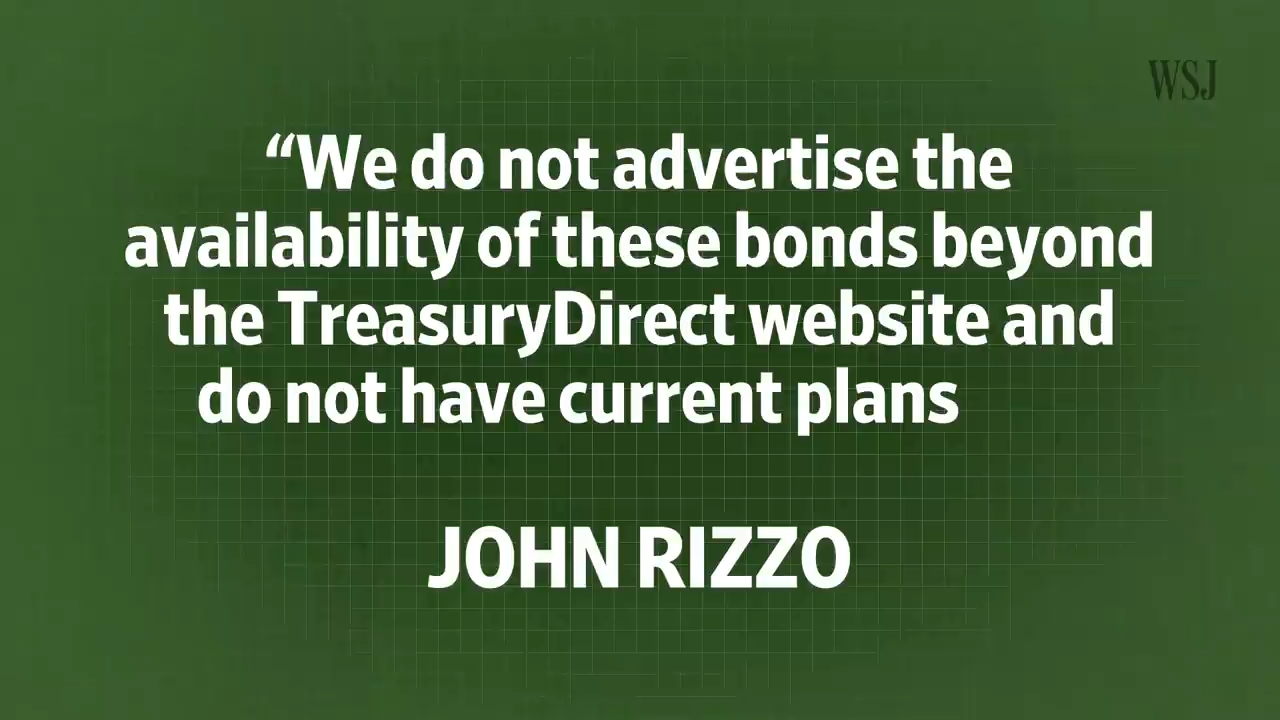 WSJ
“We do not advertise the
availability of these bonds beyond
the TreasuryDirect website and
do not have current plans
JOHN RIZZO